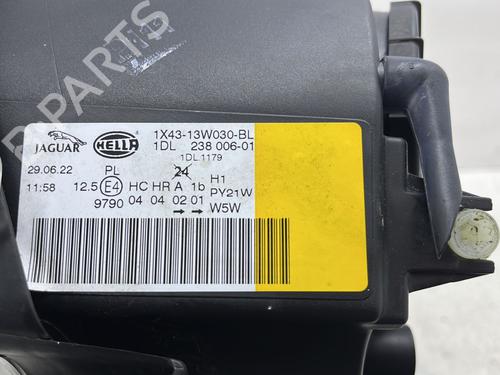 B-PARTS
JAGUAR
HELLA
1X43-13W030-BL
1DL 238 006-01
1DL 1179
29.06.22 PL 24 H1
11:58 12.5 E4 HC HR A 1b PY21W
9790 04 04 02 01 W5W
→ →